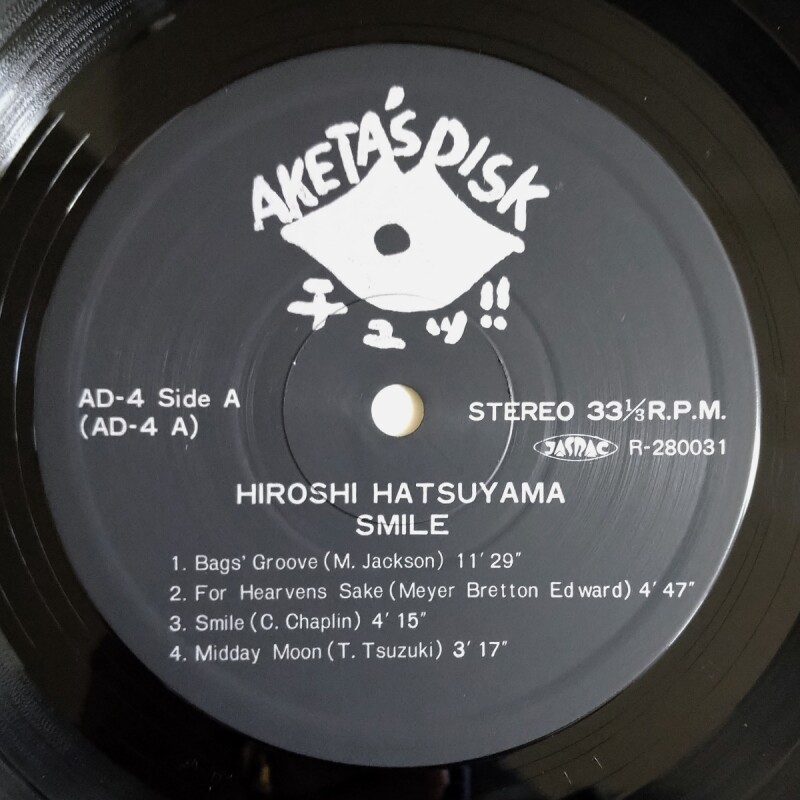 AKETA'S DISK
チュッ!!
AD-4 Side A
(AD-4 A)
STEREO 33⅓R.P.M.
JASRAC R-280031
HIROSHI HATSUYAMA
SMILE
1. Bags' Groove (M. Jackson) 11' 29"
2. For Hearvens Sake (Meyer Bretton Edward) 4' 47"
3. Smile (C. Chaplin) 4' 15"
4. Midday Moon (T. Tsuzuki) 3' 17"